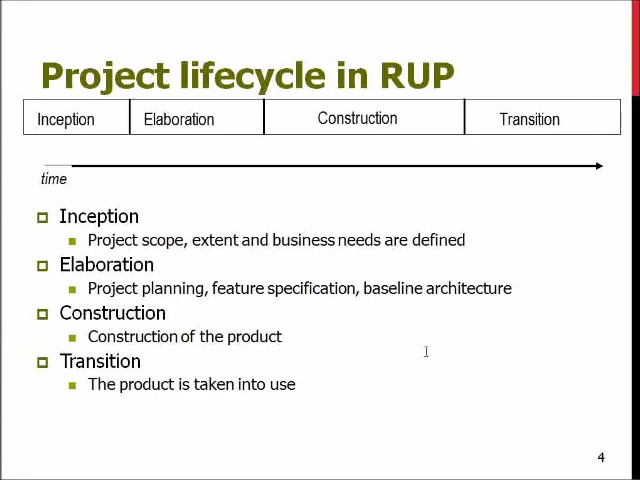 Project lifecycle in RUP
Inception Elaboration Construction Transition
time
Inception
Project scope, extent and business needs are defined
Elaboration
Project planning, feature specification, baseline architecture
Construction
Construction of the product
Transition
The product is taken into use
4